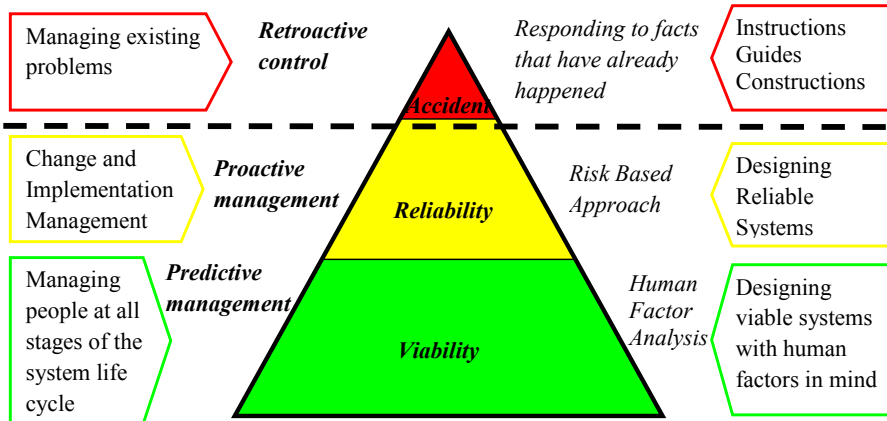 Managing existing
problems
Retroactive
control
Accident
Responding to facts
that have already
happened
Instructions
Guides
Constructions
Change and
Implementation
Management
Proactive
management
Reliability
Risk Based
Approach
Designing
Reliable
Systems
Managing
people at all
stages of the
system life
cycle
Predictive
management
Viability
Human
Factor
Analysis
Designing
viable systems
with human
factors in mind